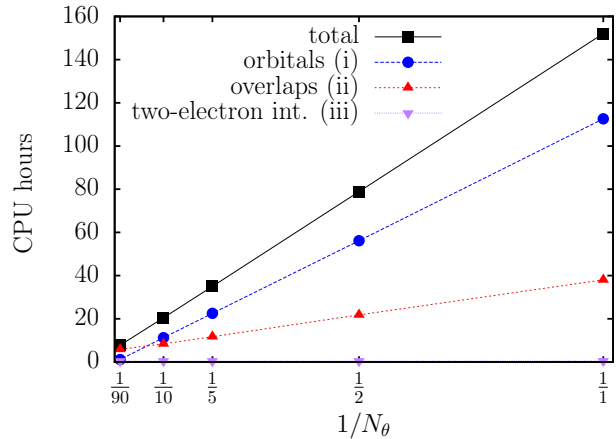 160
140
120
100
80
60
40
20
0
CPU hours
total
orbitals (i)
overlaps (ii)
two-electron int. (iii)
1/90 1/10 1/5 1/2 1/1
1/N_θ